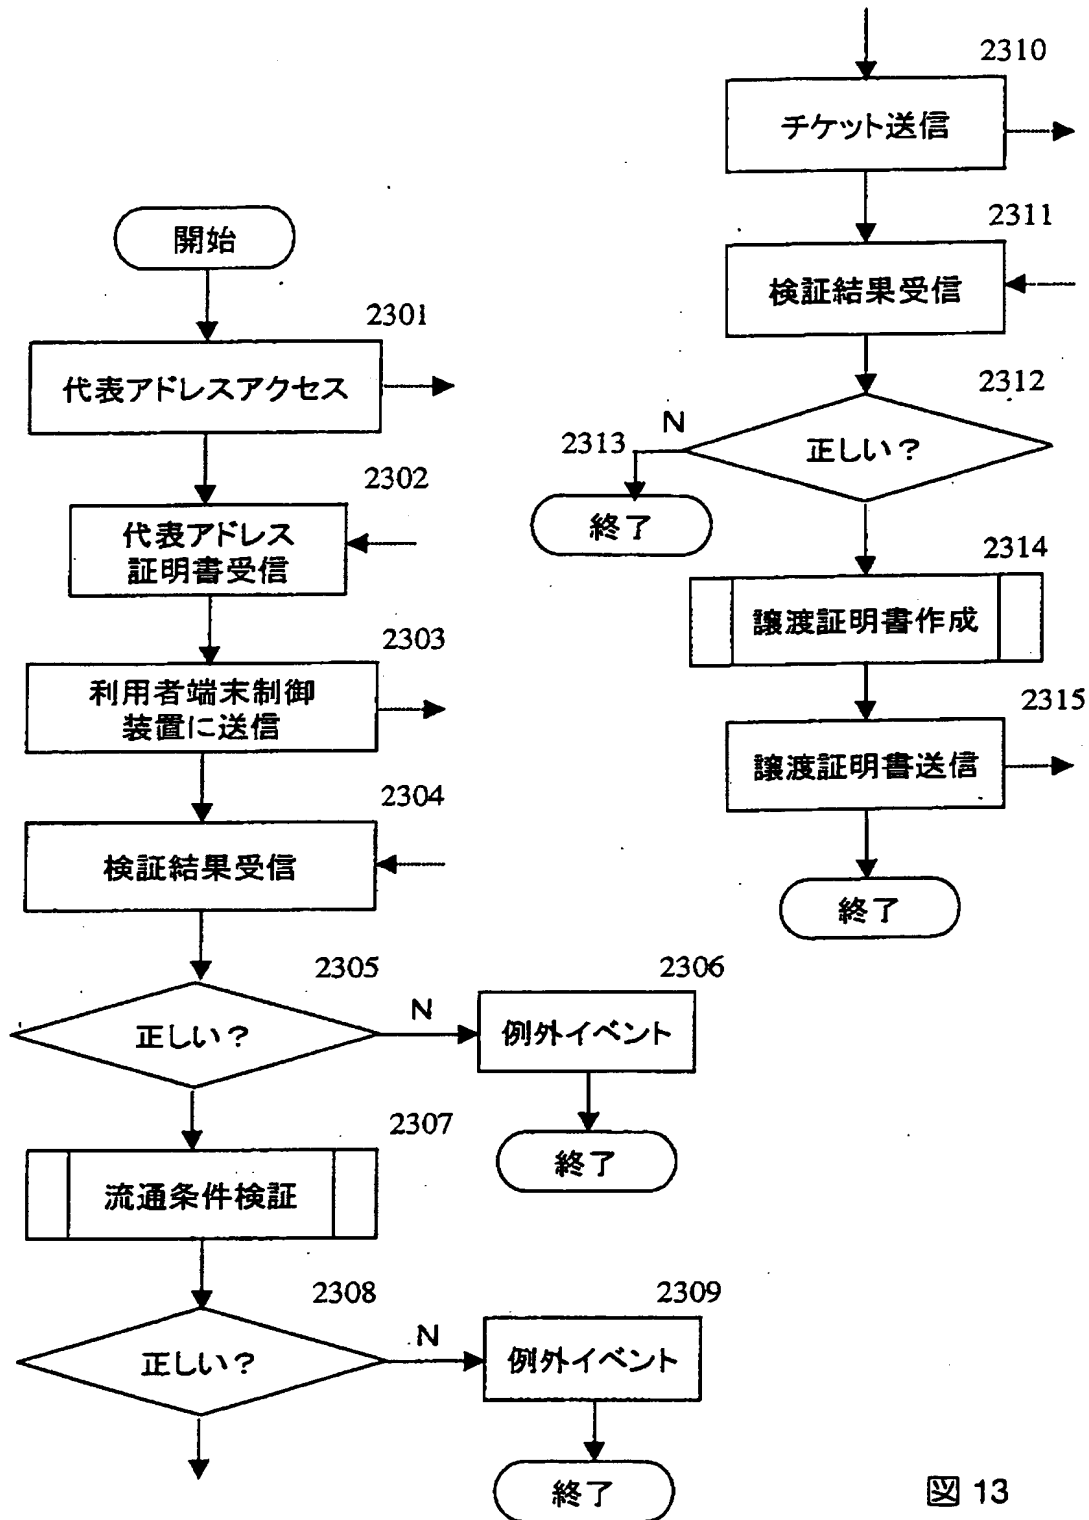 開始
2301
代表アドレスアクセス
2302
代表アドレス
証明書受信
2303
利用者端末制御
装置に送信
2304
検証結果受信
2305
正しい？
N
2306
例外イベント
終了
2307
流通条件検証
2308
正しい？
N
2309
例外イベント
終了
2310
チケット送信
2311
検証結果受信
2312
正しい？
N
2313
終了
2314
譲渡証明書作成
2315
譲渡証明書送信
終了
図 13